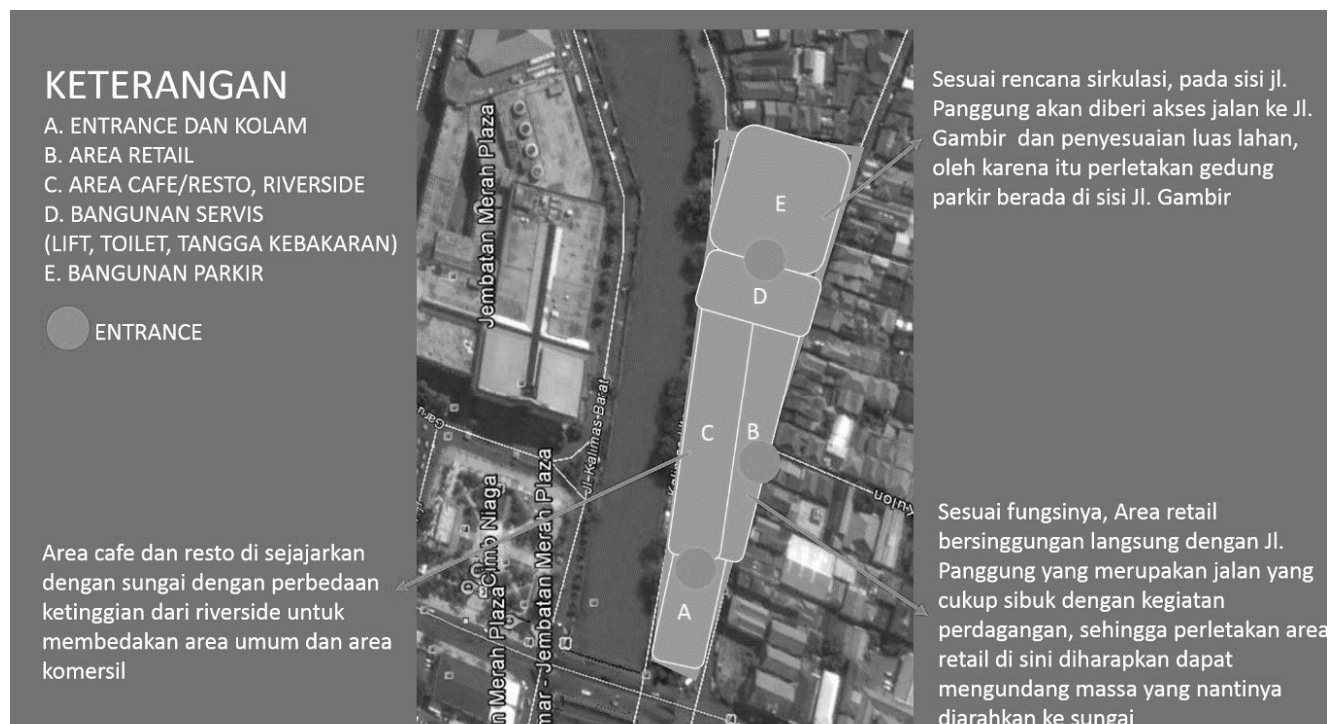 KETERANGAN
A. ENTRANCE DAN KOLAM
B. AREA RETAIL
C. AREA CAFE/RESTO, RIVERSIDE
D. BANGUNAN SERVIS
(LIFT, TOILET, TANGGA KEBAKARAN)
E. BANGUNAN PARKIR
ENTRANCE
Area cafe dan resto di sejajarkan
dengan sungai dengan perbedaan
ketinggian dari riverside untuk
membedakan area umum dan area
komersil
Jembatan Merah Plaza
Garu
Jl-Kalimas-Barat
Cimb Niaga
n Merah Plaza
mar - Jembatan Merah Plaza
E
D
C
B
A
Kulon
Sesuai rencana sirkulasi, pada sisi jl.
Panggung akan diberi akses jalan ke Jl.
Gambir dan penyesuaian luas lahan,
oleh karena itu perletakan gedung
parkir berada di sisi Jl. Gambir
Sesuai fungsinya, Area retail
bersinggungan langsung dengan Jl.
Panggung yang merupakan jalan yang
cukup sibuk dengan kegiatan
perdagangan, sehingga perletakan area
retail di sini diharapkan dapat
mengundang massa yang nantinya
diarahkan ke sungai